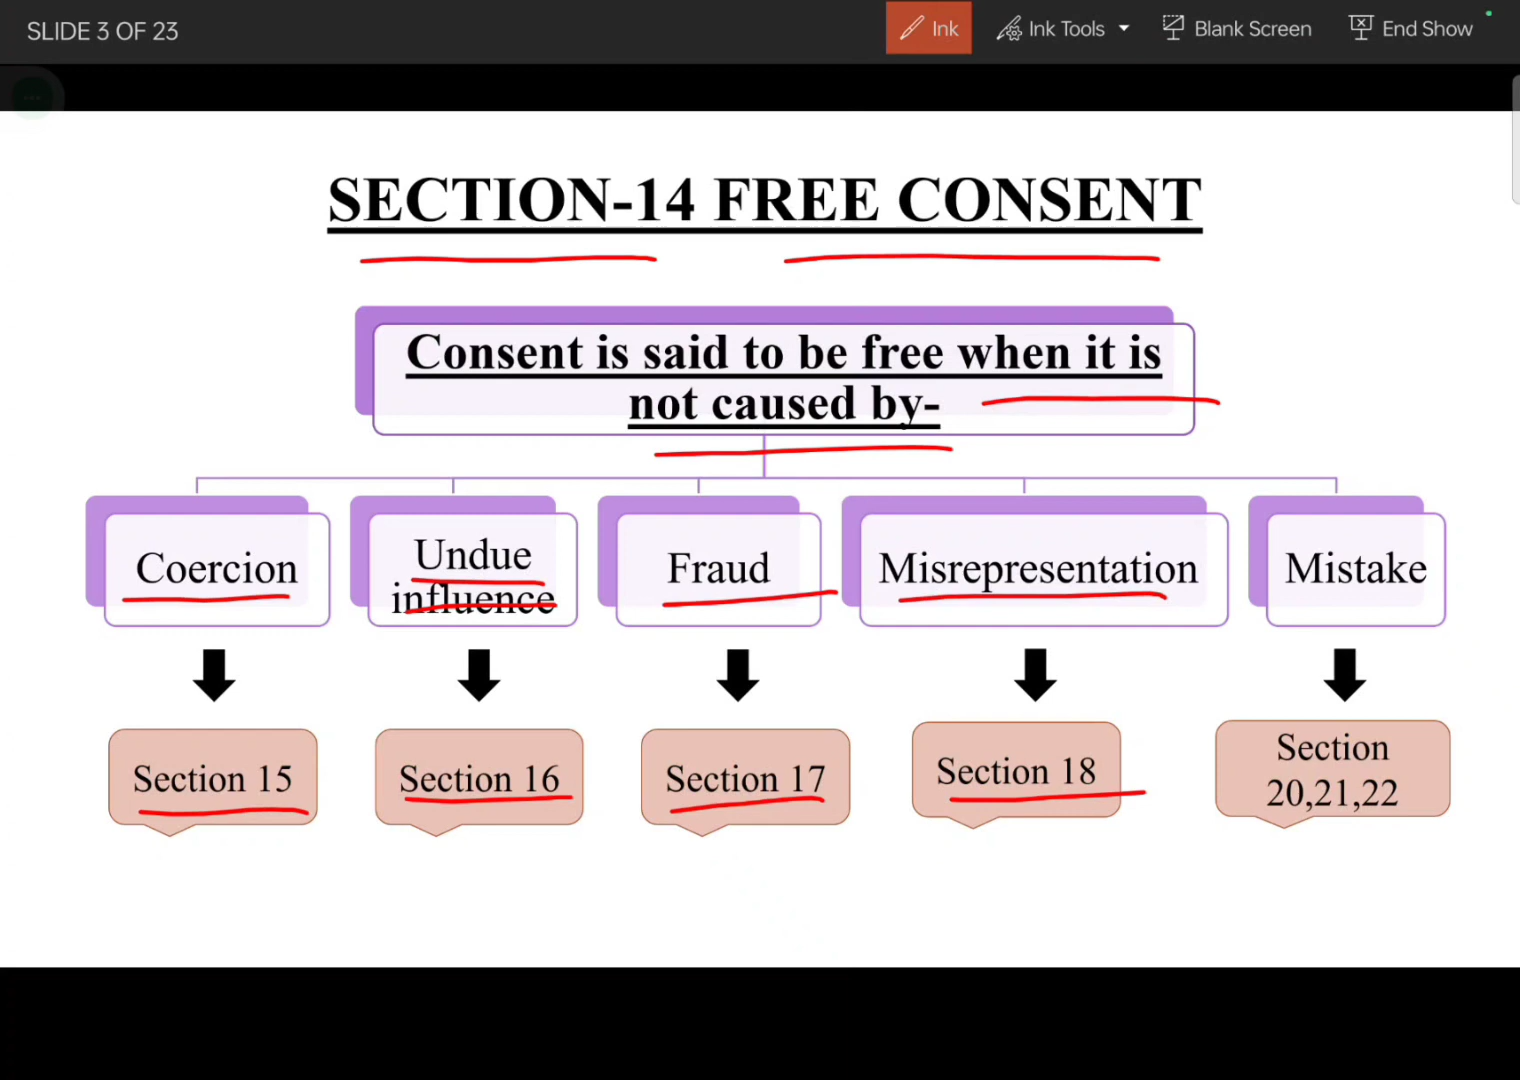 SLIDE 3 OF 23
Ink
Ink Tools
Blank Screen
End Show
SECTION-14 FREE CONSENT
Consent is said to be free when it is
not caused by-
Coercion
Undue
influence
Fraud
Misrepresentation
Mistake
Section 15
Section 16
Section 17
Section 18
Section
20,21,22